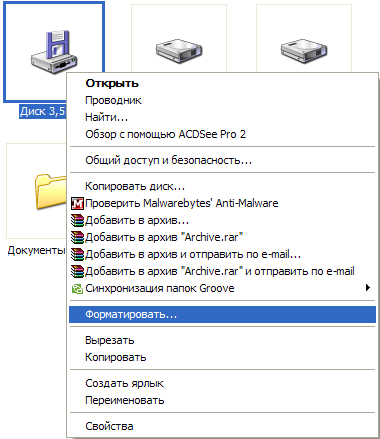 Диск 3,5
Открыть
Проводник
Найти...
Обзор с помощью ACDSee Pro 2
Общий доступ и безопасность...
Копировать диск...
Проверить Malwarebytes' Anti-Malware
Добавить в архив...
Добавить в архив "Archive.rar"
Добавить в архив и отправить по e-mail...
Добавить в архив "Archive.rar" и отправить по e-mail
Синхронизация папок Groove
Документы
Форматировать...
Вырезать
Копировать
Создать ярлык
Переименовать
Свойства